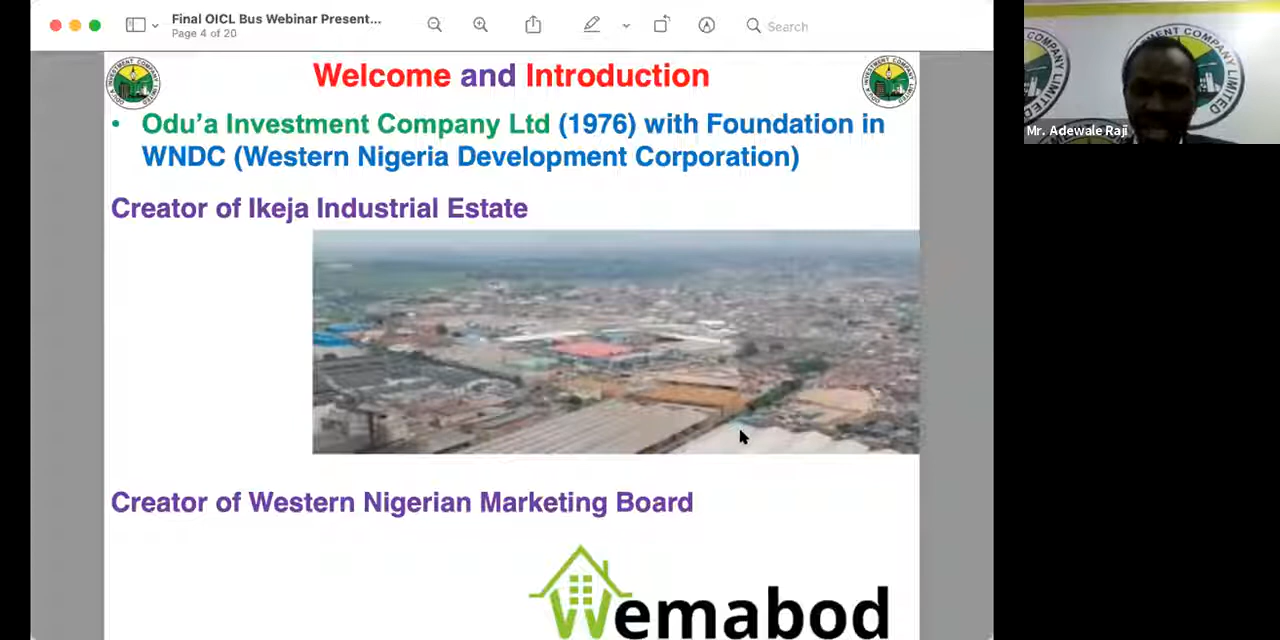 Final OICL Bus Webinar Present...
Page 4 of 20
Search
Welcome and Introduction
• Odu'a Investment Company Ltd (1976) with Foundation in
WNDC (Western Nigeria Development Corporation)
Creator of Ikeja Industrial Estate
Creator of Western Nigerian Marketing Board
Wemabod
Mr. Adewale Raji
COMPANY LIMITED